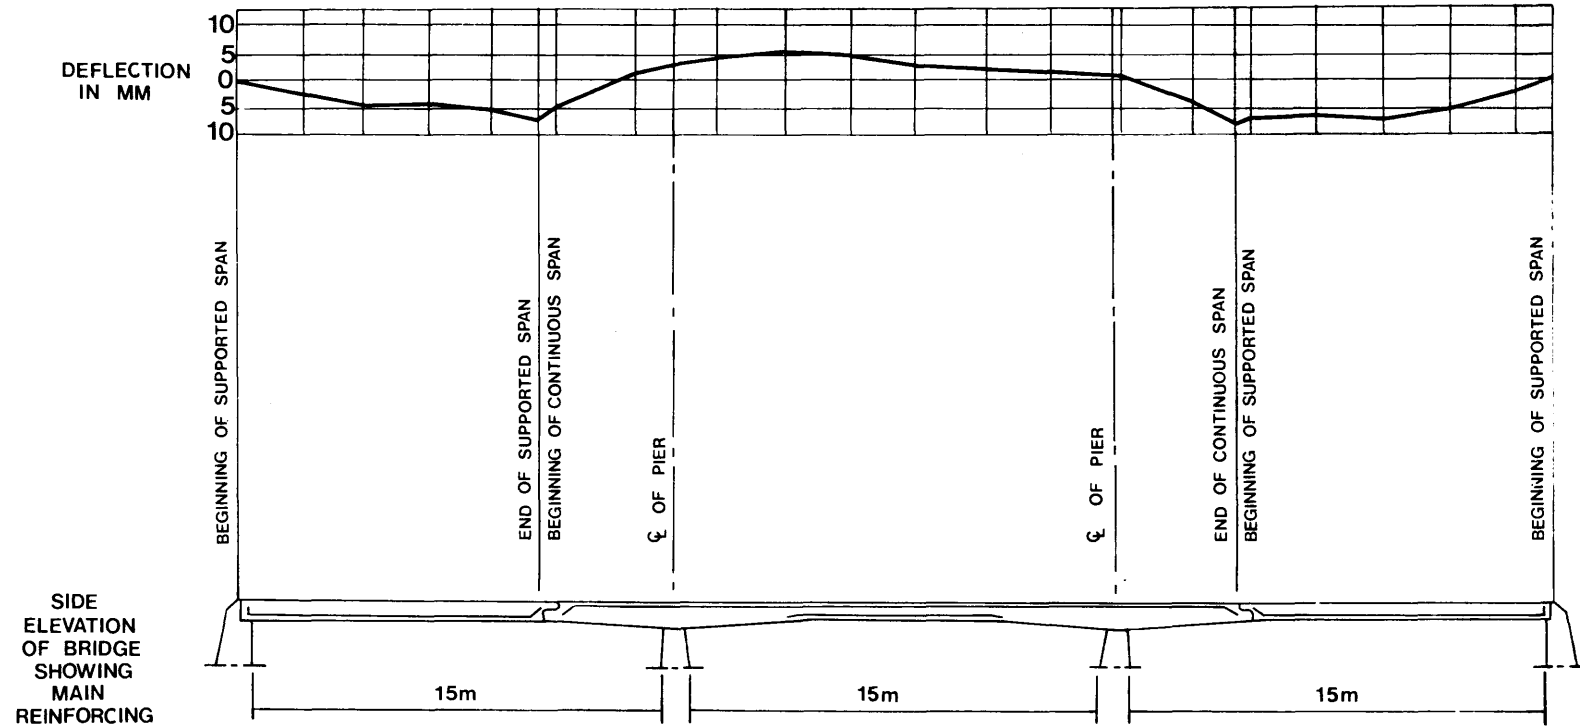 10
5
0
5
10
DEFLECTION
IN MM
BEGINNING OF SUPPORTED SPAN
END OF SUPPORTED SPAN
BEGINNING OF CONTINUOUS SPAN
℄ OF PIER
℄ OF PIER
END OF CONTINUOUS SPAN
BEGINNING OF SUPPORTED SPAN
BEGINNING OF SUPPORTED SPAN
SIDE
ELEVATION
OF BRIDGE
SHOWING
MAIN
REINFORCING
15m
15m
15m